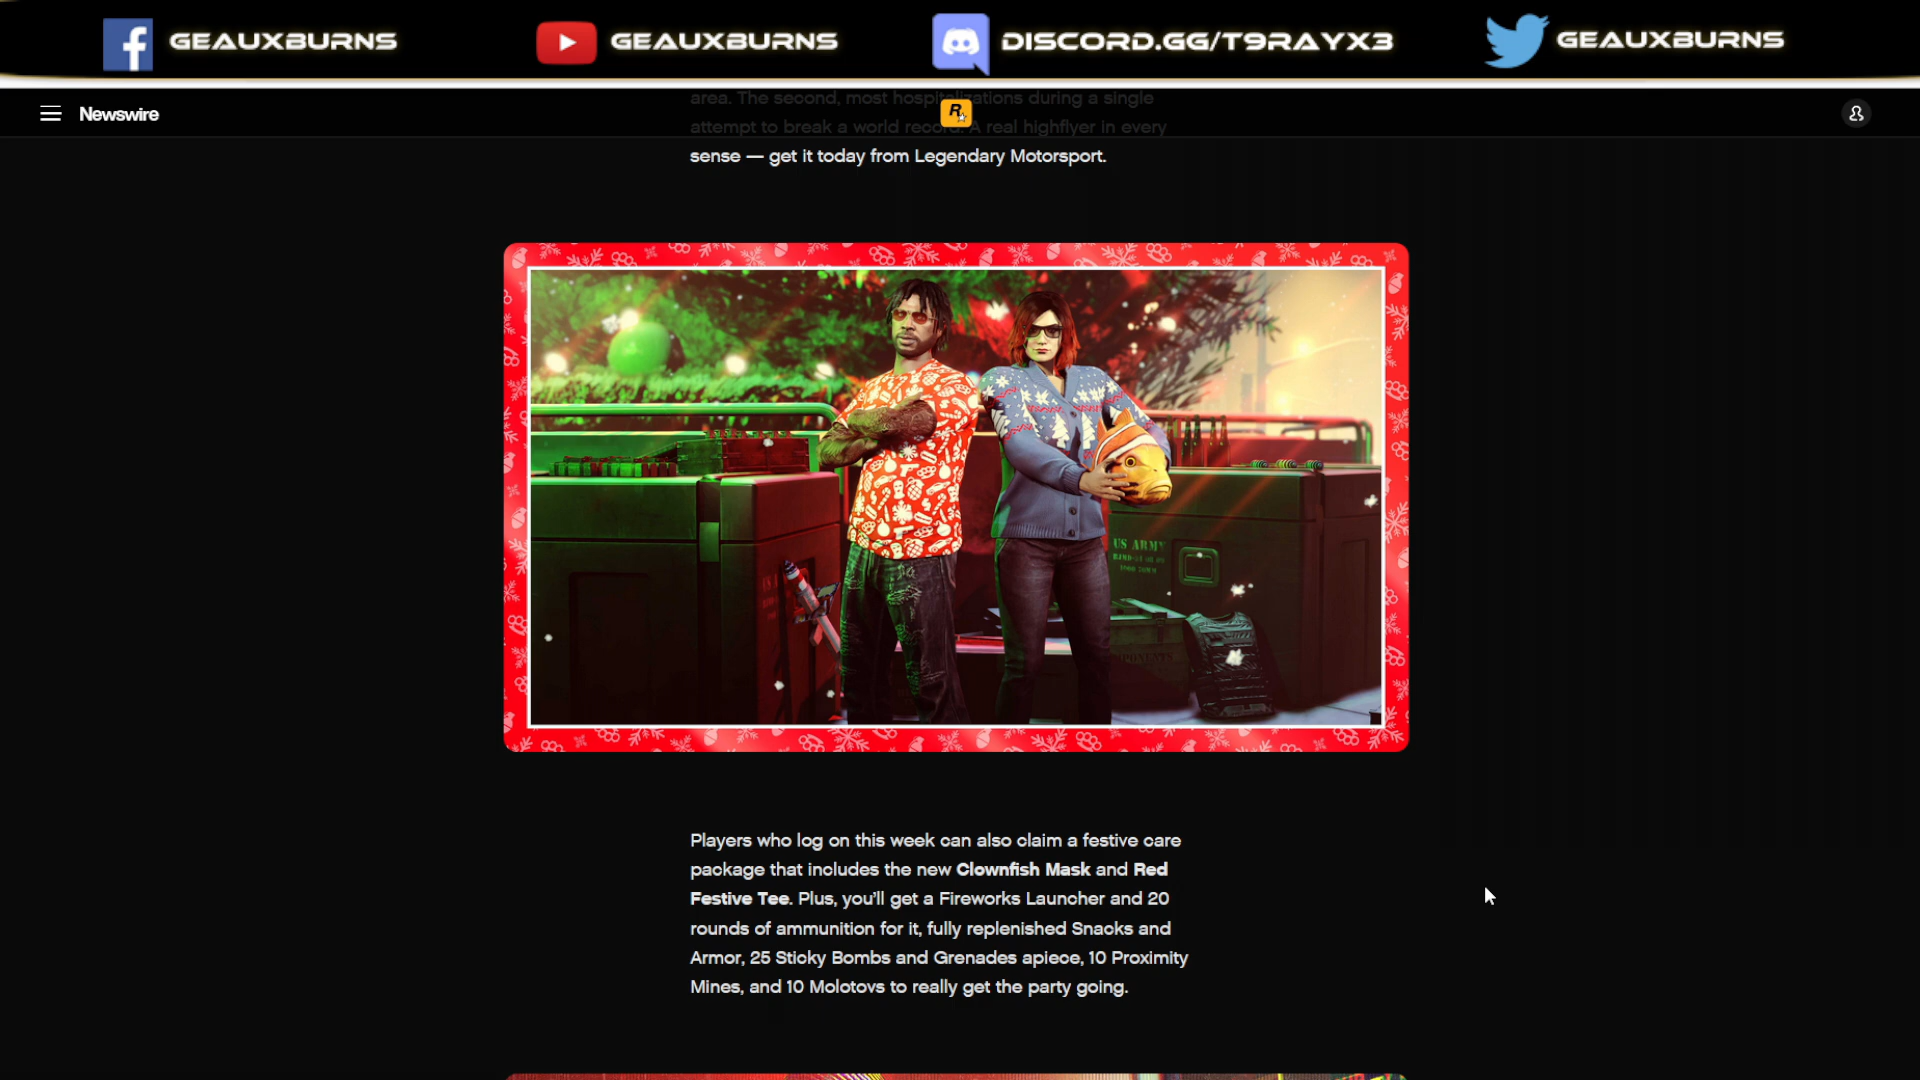 GEAUXBURNS
GEAUXBURNS
DISCORD.GG/T9RAYX3
GEAUXBURNS
Newswire
area. The second, most hospitalizations during a single
attempt to break a world record. A real highflyer in every
sense — get it today from Legendary Motorsport.
US ARMY
Players who log on this week can also claim a festive care
package that includes the new Clownfish Mask and Red
Festive Tee. Plus, you'll get a Fireworks Launcher and 20
rounds of ammunition for it, fully replenished Snacks and
Armor, 25 Sticky Bombs and Grenades apiece, 10 Proximity
Mines, and 10 Molotovs to really get the party going.